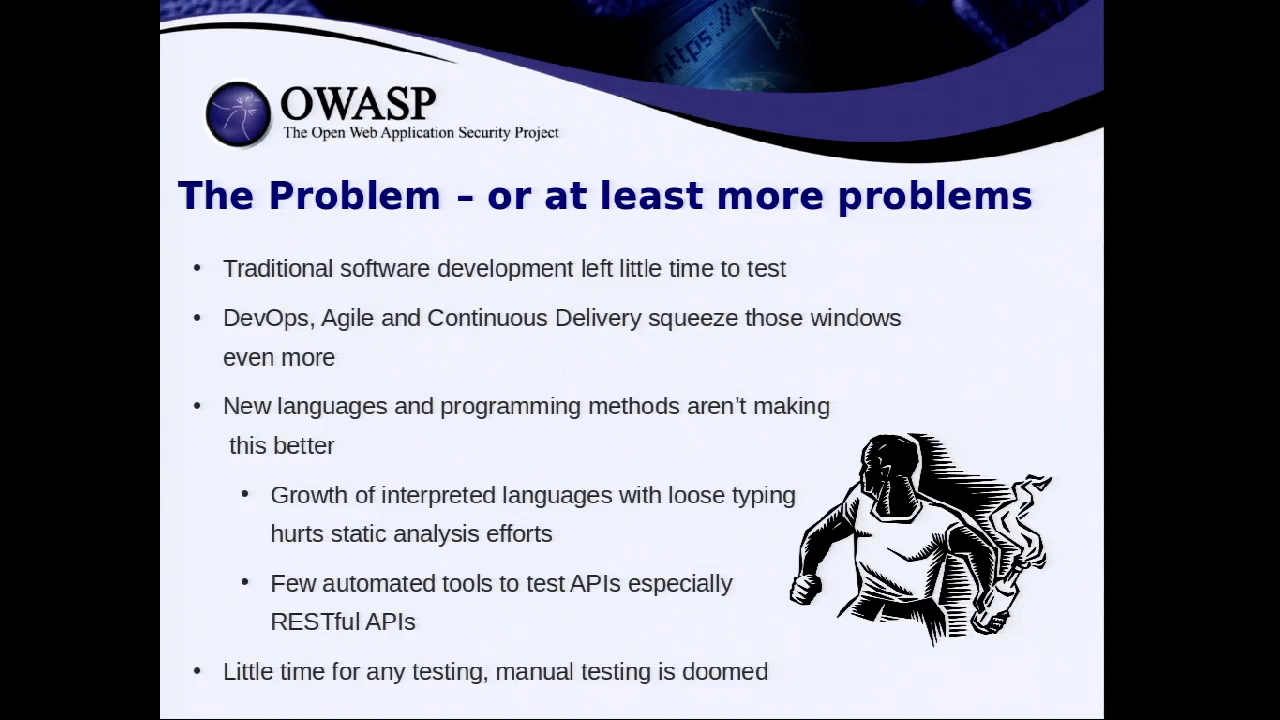 https://w
OWASP
The Open Web Application Security Project
The Problem – or at least more problems
• Traditional software development left little time to test
• DevOps, Agile and Continuous Delivery squeeze those windows
even more
• New languages and programming methods aren't making
this better
• Growth of interpreted languages with loose typing
hurts static analysis efforts
• Few automated tools to test APIs especially
RESTful APIs
• Little time for any testing, manual testing is doomed